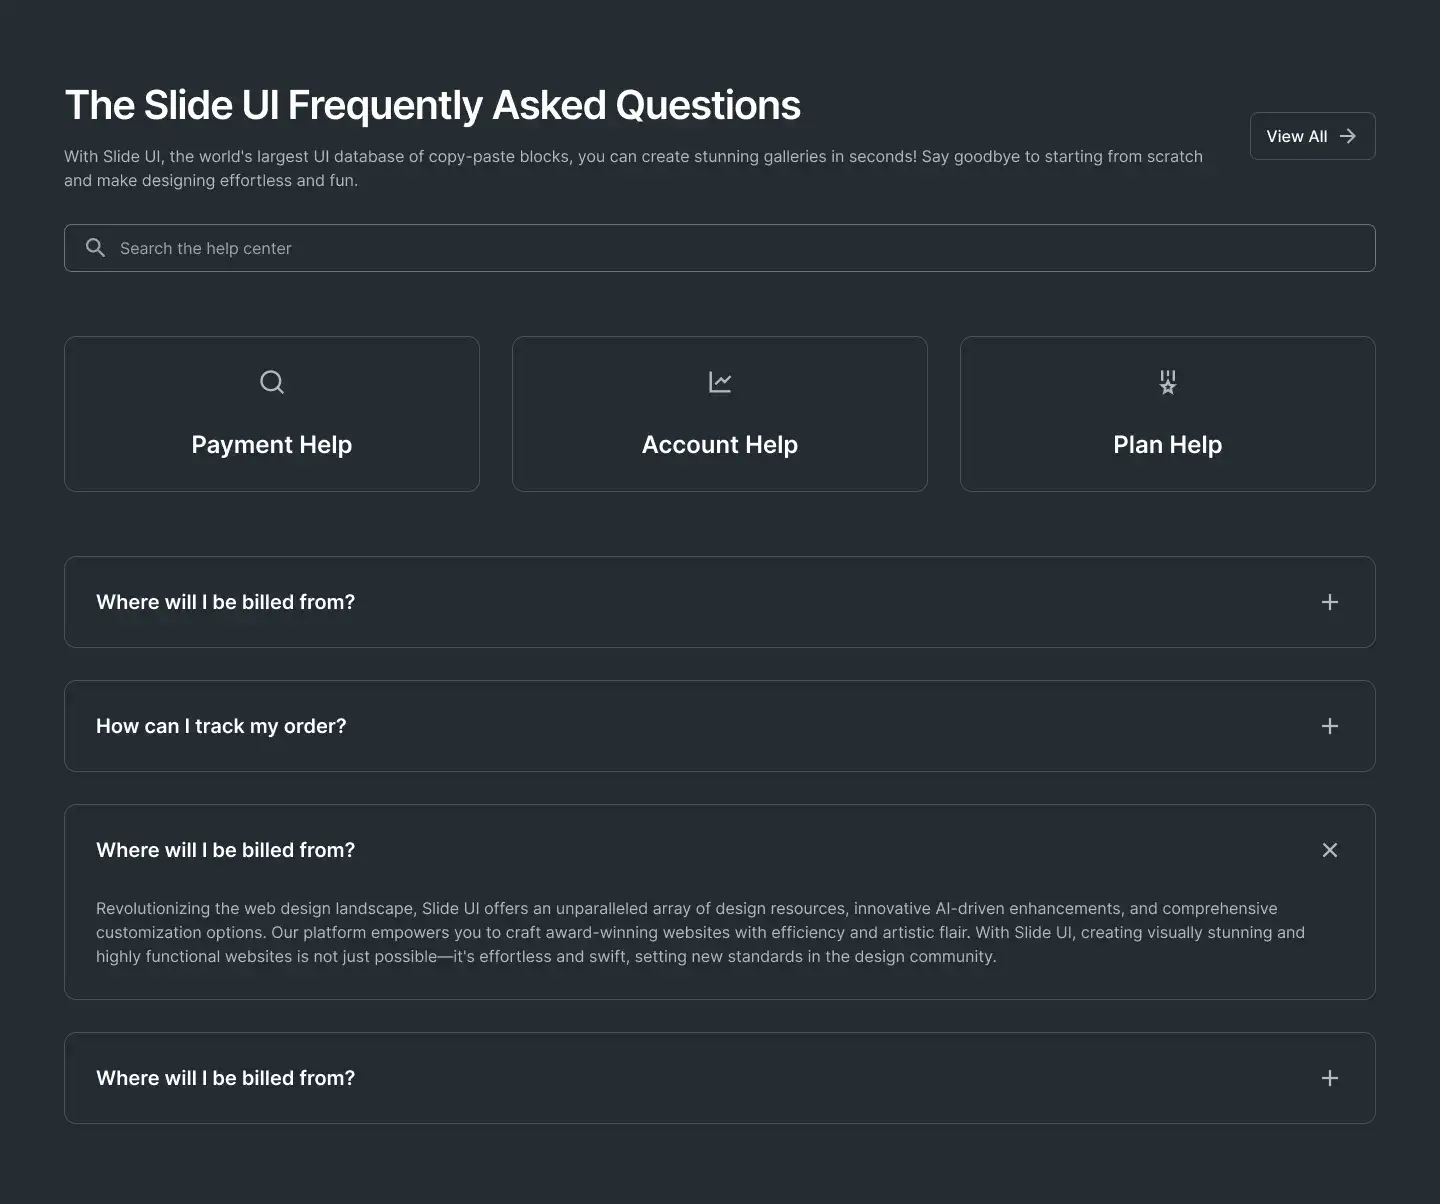 The Slide UI Frequently Asked Questions
With Slide UI, the world's largest UI database of copy-paste blocks, you can create stunning galleries in seconds! Say goodbye to starting from scratch
and make designing effortless and fun.
View All
Search the help center
Payment Help
Account Help
Plan Help
Where will I be billed from?
How can I track my order?
Where will I be billed from?
Revolutionizing the web design landscape, Slide UI offers an unparalleled array of design resources, innovative AI-driven enhancements, and comprehensive
customization options. Our platform empowers you to craft award-winning websites with efficiency and artistic flair. With Slide UI, creating visually stunning and
highly functional websites is not just possible—it's effortless and swift, setting new standards in the design community.
Where will I be billed from?